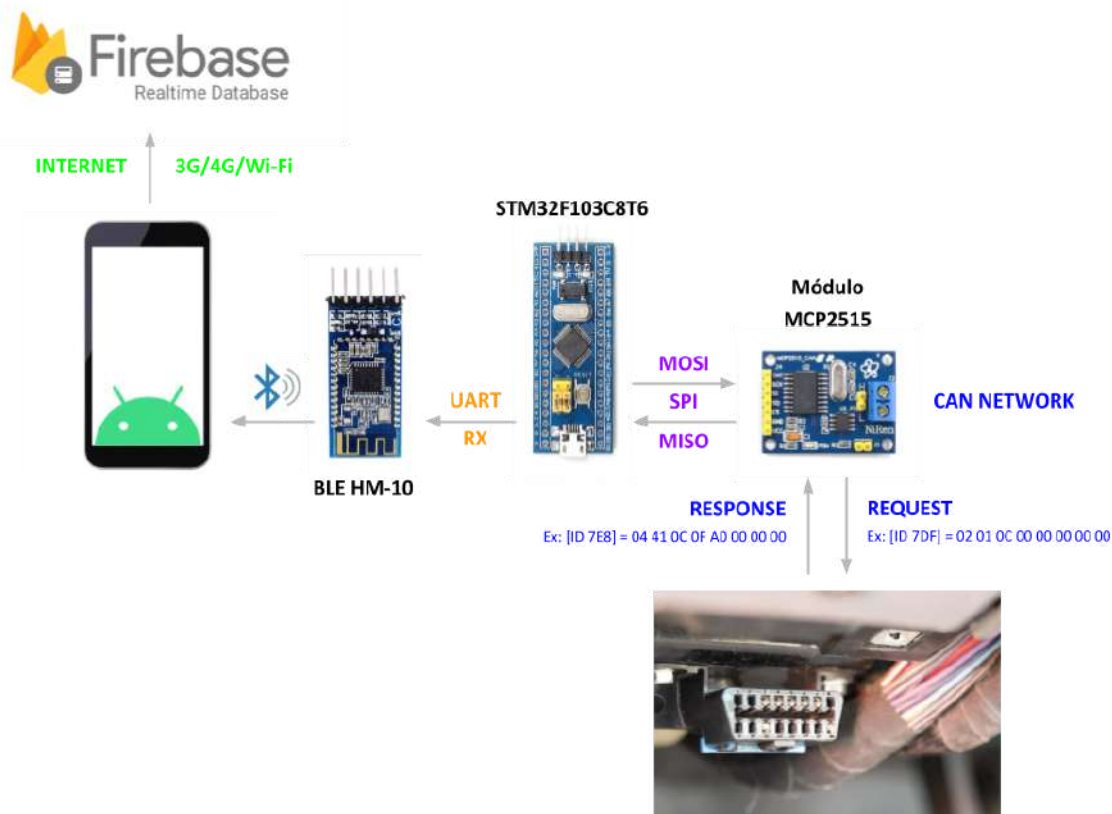 Firebase
Realtime Database
INTERNET
3G/4G/Wi-Fi
STM32F103C8T6
Módulo
MCP2515
MOSI
SPI
MISO
UART
RX
CAN NETWORK
BLE HM-10
RESPONSE
Ex: [ID 7E8] = 04 41 0C 0F A0 00 00 00
REQUEST
Ex: [ID 7DF] = 02 01 0C 00 00 00 00 00
NiRen